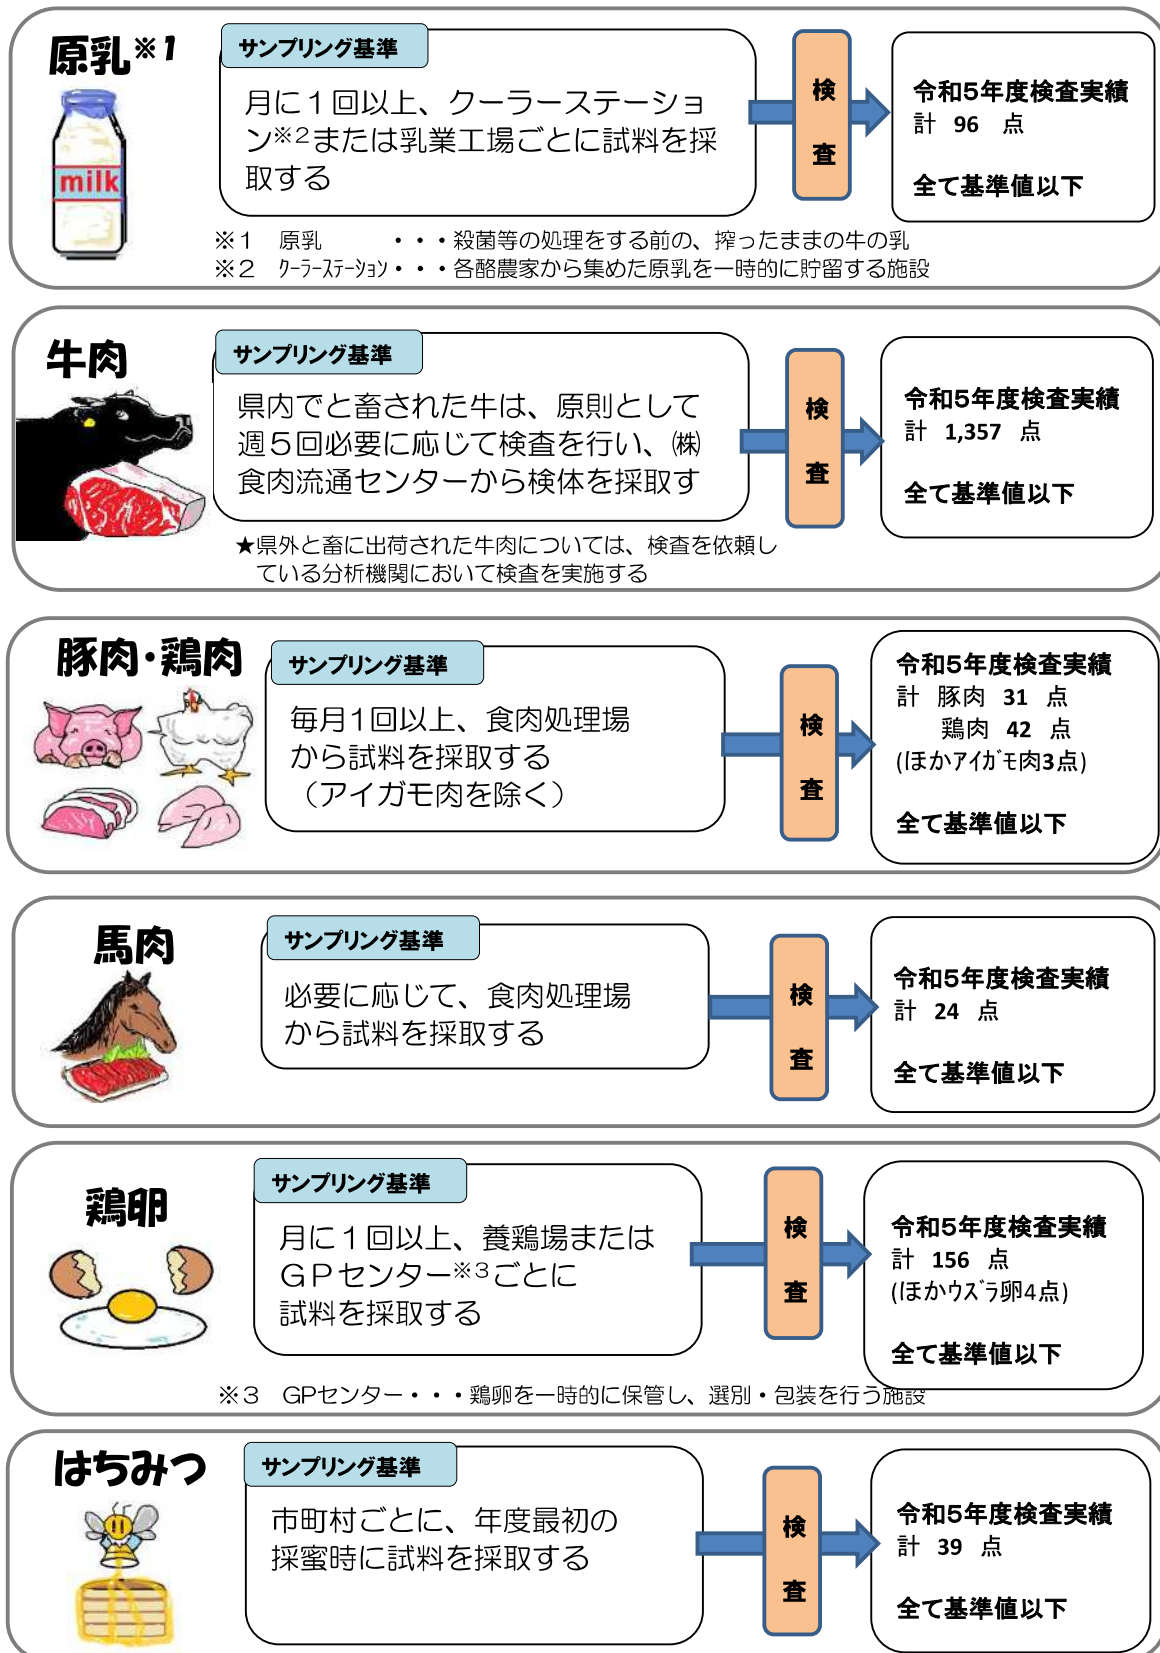 原乳※1
サンプリング基準
月に１回以上、クーラーステーショ
ン※2または乳業工場ごとに試料を採
取する
検
査
令和5年度検査実績
計 96 点
全て基準値以下
milk
※１ 原乳 ・・・殺菌等の処理をする前の、搾ったままの牛の乳
※２ ｸｰﾗｰｽﾃｰｼｮﾝ・・・各酪農家から集めた原乳を一時的に貯留する施設
牛肉
サンプリング基準
県内でと畜された牛は、原則として
週５回必要に応じて検査を行い、㈱
食肉流通センターから検体を採取す
検
査
令和5年度検査実績
計 1,357 点
全て基準値以下
★県外と畜に出荷された牛肉については、検査を依頼し
ている分析機関において検査を実施する
豚肉・鶏肉
サンプリング基準
毎月1回以上、食肉処理場
から試料を採取する
（アイガモ肉を除く）
検
査
令和5年度検査実績
計 豚肉 31 点
鶏肉 42 点
(ほかｱｲｶﾞﾓ肉3点)
全て基準値以下
馬肉
サンプリング基準
必要に応じて、食肉処理場
から試料を採取する
検
査
令和5年度検査実績
計 24 点
全て基準値以下
鶏卵
サンプリング基準
月に１回以上、養鶏場または
ＧＰセンター※3ごとに
試料を採取する
検
査
令和5年度検査実績
計 156 点
(ほかｳｽﾞﾗ卵4点)
全て基準値以下
※３ GPセンター・・・鶏卵を一時的に保管し、選別・包装を行う施設
はちみつ
サンプリング基準
市町村ごとに、年度最初の
採蜜時に試料を採取する
検
査
令和5年度検査実績
計 39 点
全て基準値以下